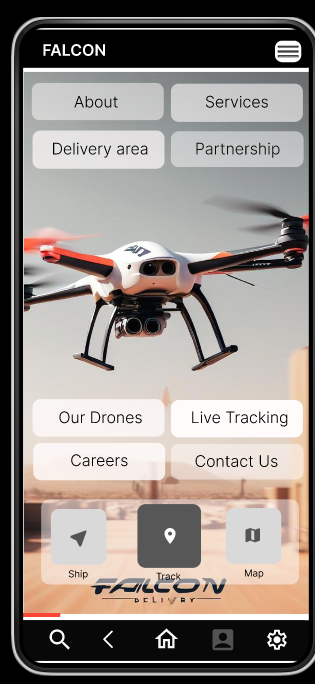 FALCON
About Services
Delivery area Partnership
Our Drones Live Tracking
Careers Contact Us
Ship Track Map
FALCON
DELIVERY